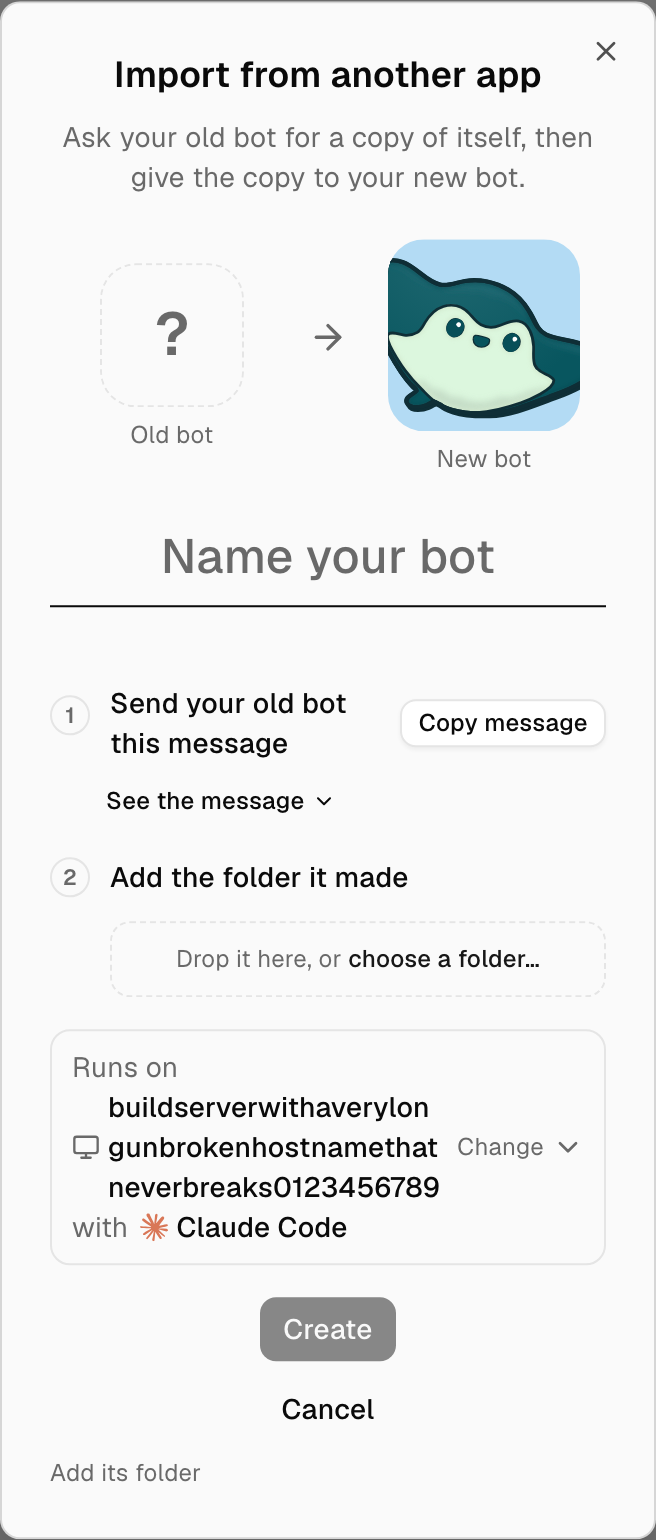 Import from another app
Ask your old bot for a copy of itself, then
give the copy to your new bot.
?
Old bot
New bot
Name your bot
1
Send your old bot
this message
Copy message
See the message
2
Add the folder it made
Drop it here, or choose a folder...
Runs on
buildserverwithaverylon
gunbrokenhostnamethat
neverbreaks0123456789
Change
with Claude Code
Create
Cancel
Add its folder